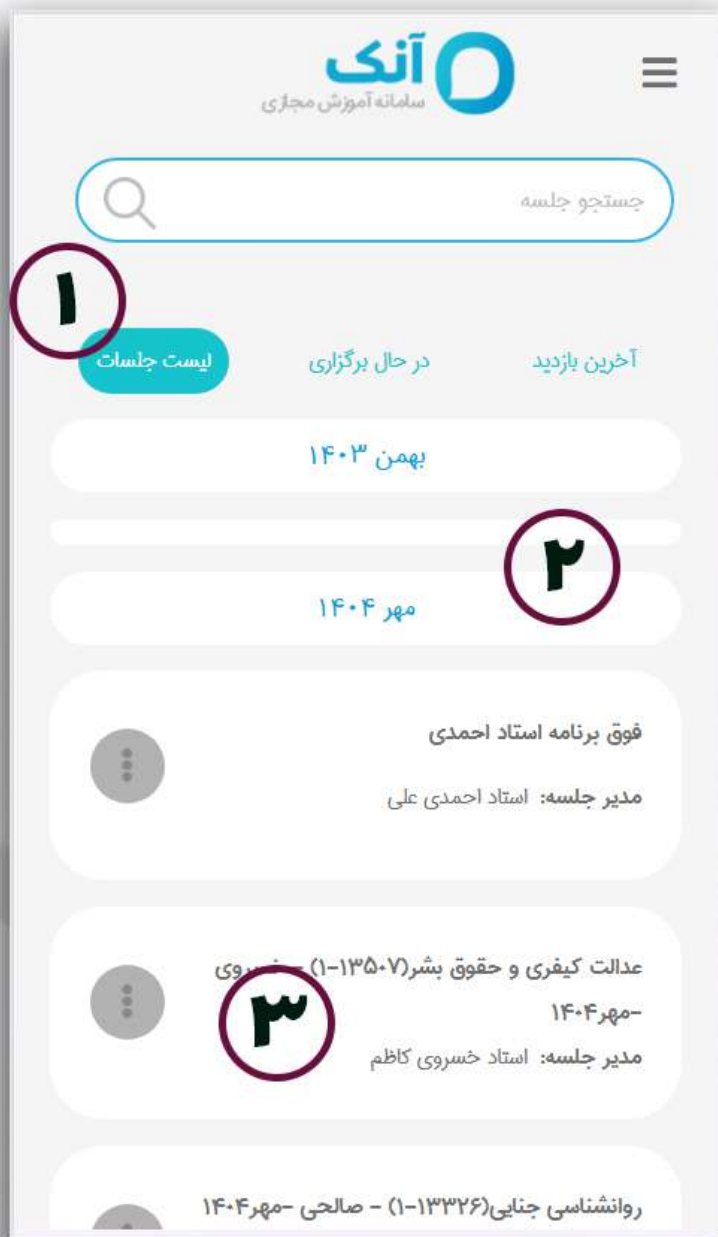 آنک
سامانه آموزش مجازی
جستجو جلسه
۱
آخرین بازدید
در حال برگزاری
لیست جلسات
بهمن ۱۴۰۳
۲
مهر ۱۴۰۴
فوق برنامه استاد احمدی
مدیر جلسه: استاد احمدی علی
عدالت کیفری و حقوق بشر(۱۳۵۰۷-۱) –
-مهر۱۴۰۴
۳
مدیر جلسه: استاد خسروی کاظم
روانشناسی جنایی(۱۳۳۲۶-۱) - صالحی -مهر۱۴۰۴